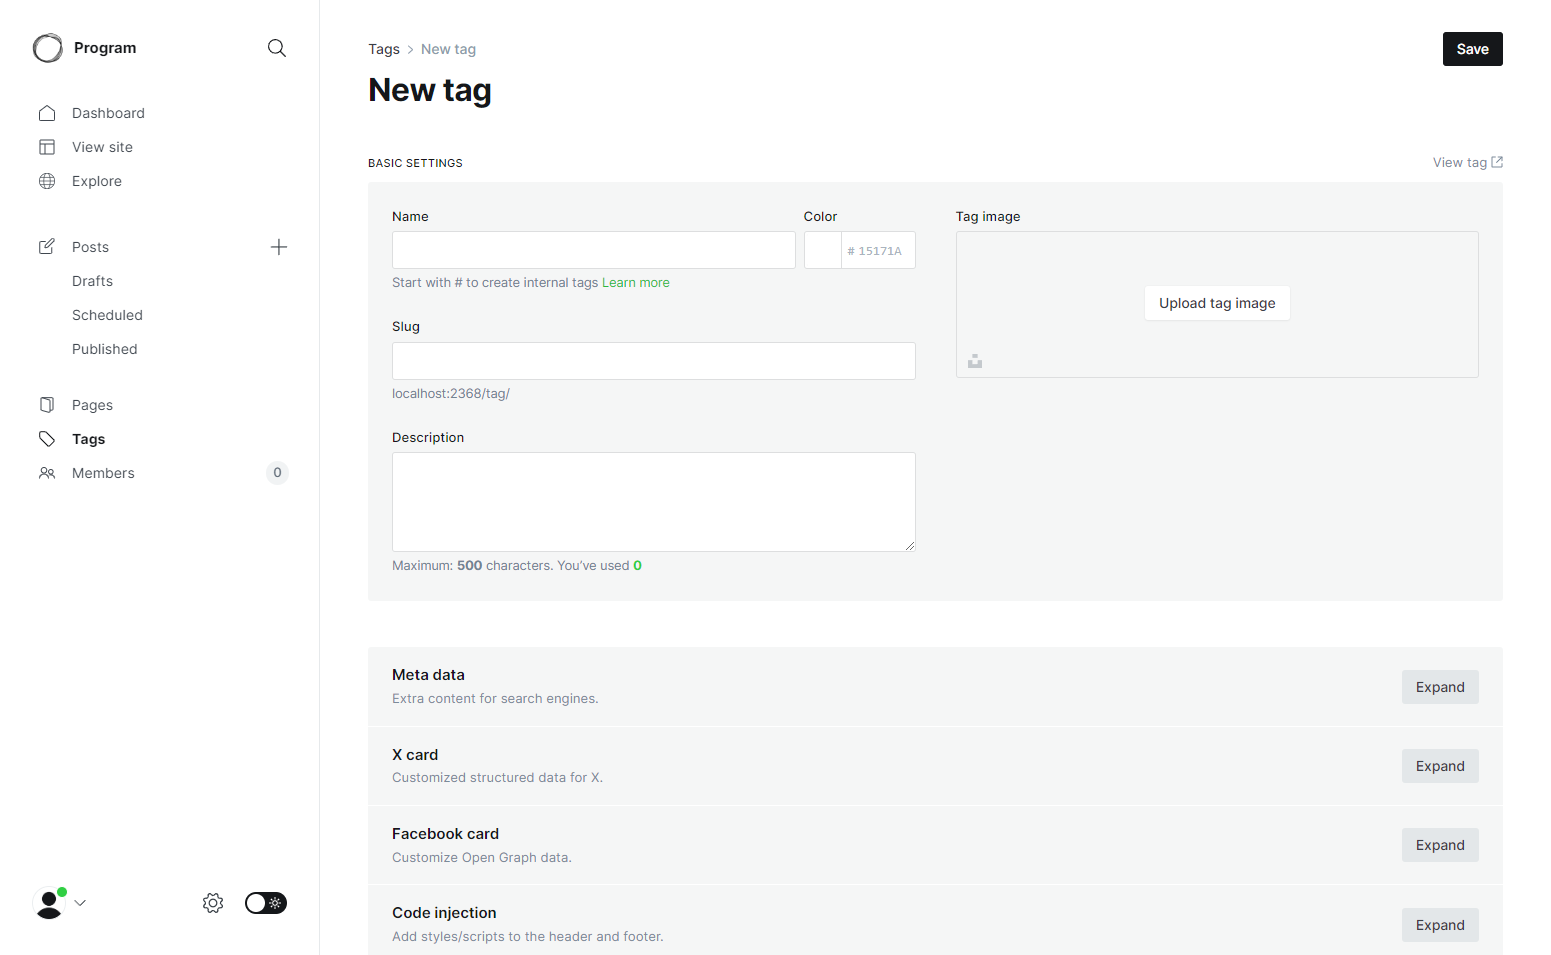 Program
Dashboard
View site
Explore
Posts
Drafts
Scheduled
Published
Pages
Tags
Members 0
Tags > New tag
Save
New tag
BASIC SETTINGS
View tag
Name
Color
# 15171A
Start with # to create internal tags Learn more
Slug
localhost:2368/tag/
Description
Maximum: 500 characters. You’ve used 0
Tag image
Upload tag image
Meta data
Extra content for search engines.
Expand
X card
Customized structured data for X.
Expand
Facebook card
Customize Open Graph data.
Expand
Code injection
Add styles/scripts to the header and footer.
Expand